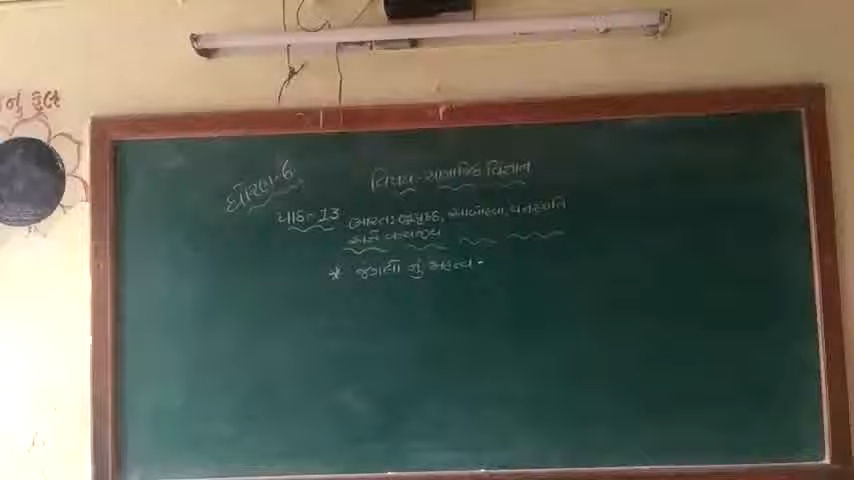 નું ફૂલ
ધોરણ-6
વિષય - સામાજિક વિજ્ઞાન
પાઠ- 13 ભારત: ભૂપૃષ્ઠ, આબોહવા, વનસ્પતિ
અને વન્યજીવ
* જંગલો નું મહત્વ -